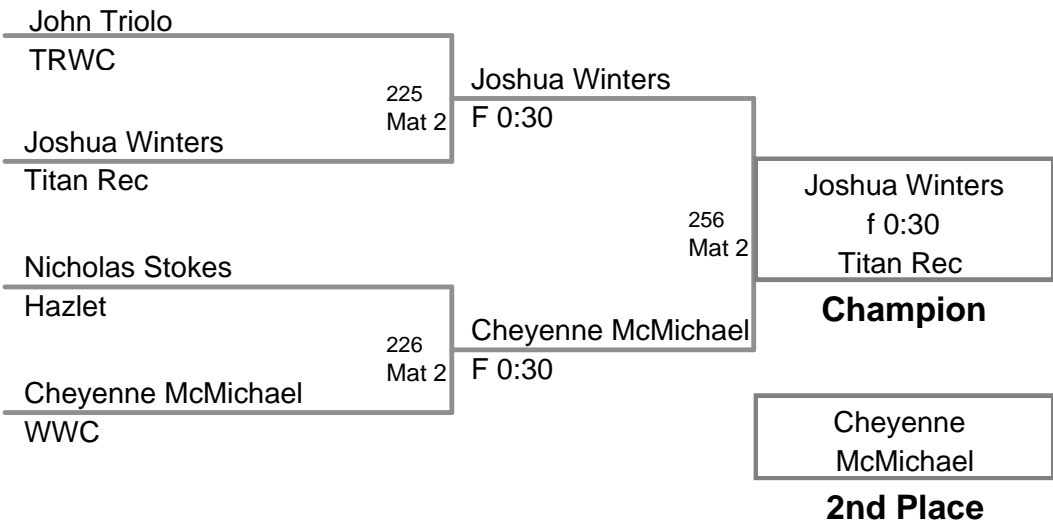 John Triolo
TRWC
225
Mat 2
Joshua Winters
Titan Rec
Joshua Winters
F 0:30
Nicholas Stokes
Hazlet
226
Mat 2
Cheyenne McMichael
WWC
Cheyenne McMichael
F 0:30
256
Mat 2
Joshua Winters
f 0:30
Titan Rec
Champion
Cheyenne
McMichael
2nd Place